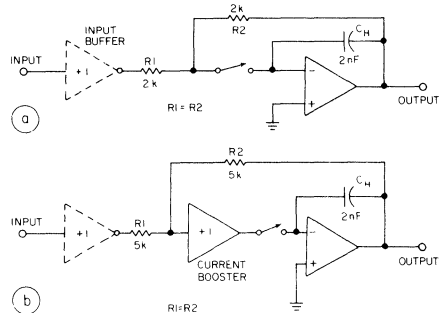 INPUT
BUFFER
2k
R2
CH
INPUT
+1
R1
2k
2nF
−
+
OUTPUT
R1 = R2
a
R2
5k
CH
INPUT
+1
R1
5k
+1
2nF
−
+
OUTPUT
CURRENT
BOOSTER
b
R1=R2